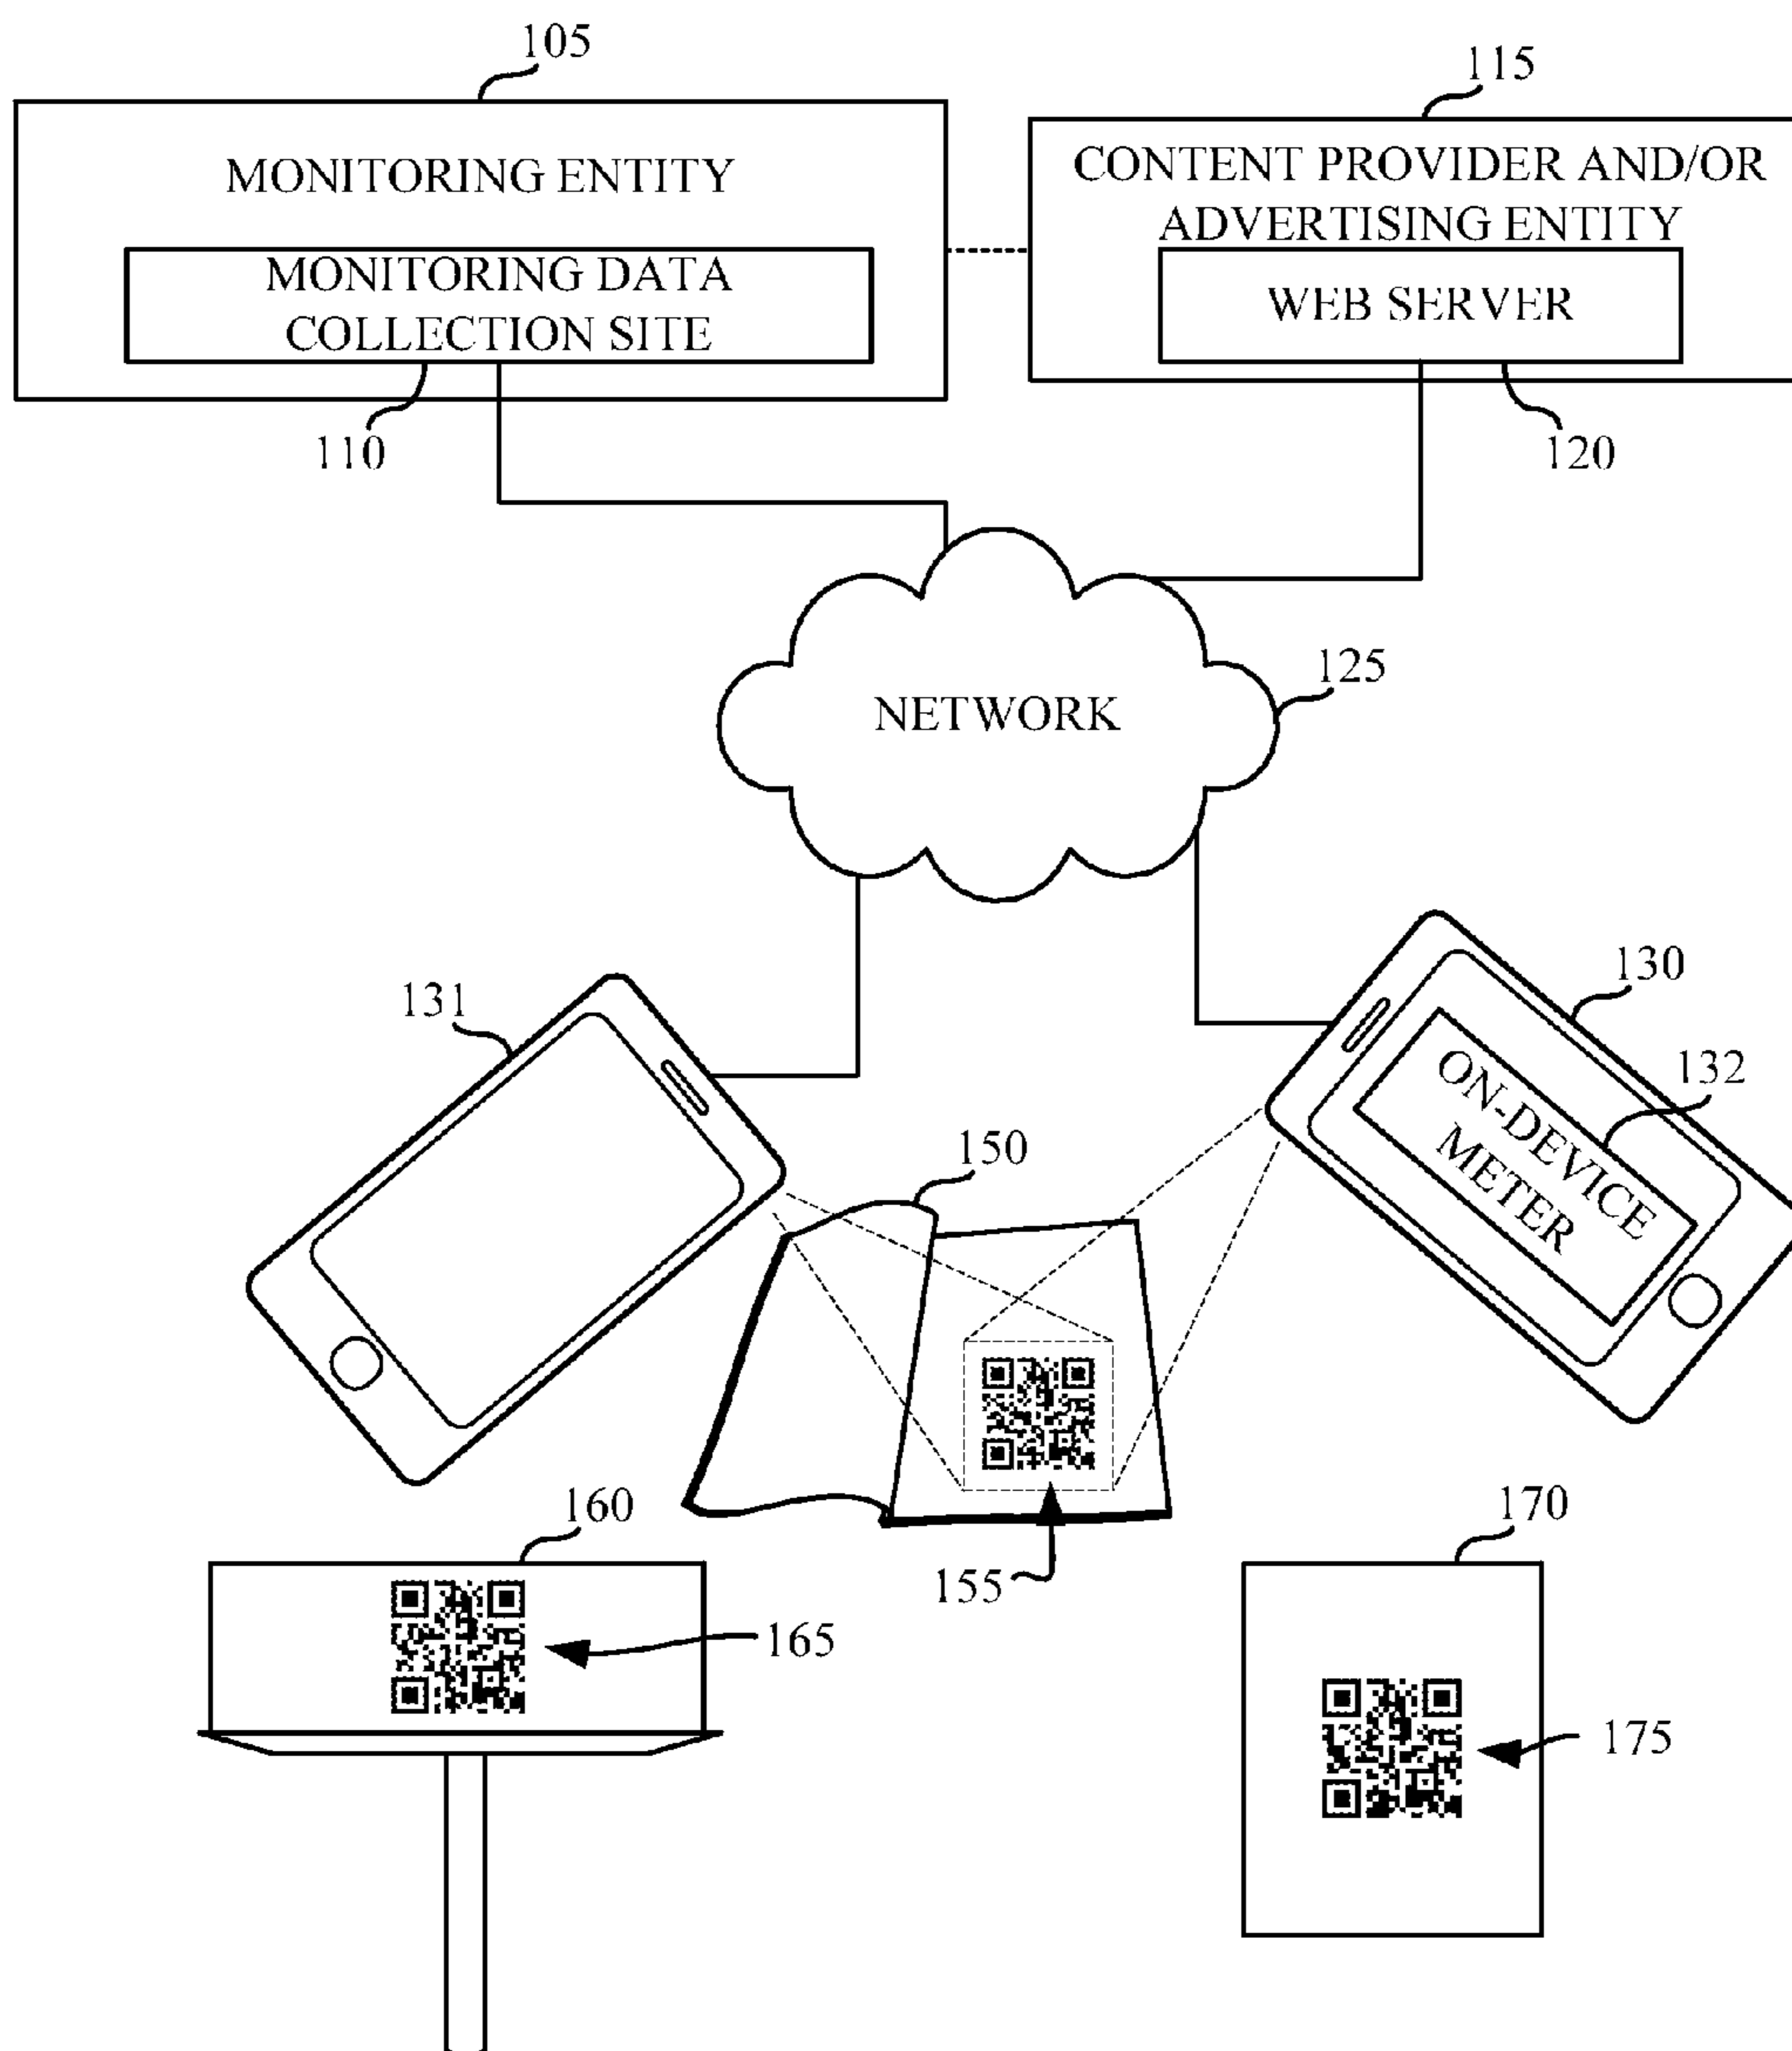 105
115
MONITORING ENTITY
CONTENT PROVIDER AND/OR
ADVERTISING ENTITY
MONITORING DATA
COLLECTION SITE
WEB SERVER
110
120
NETWORK
125
131
130
ON-DEVICE
METER
132
150
155
160
165
170
175